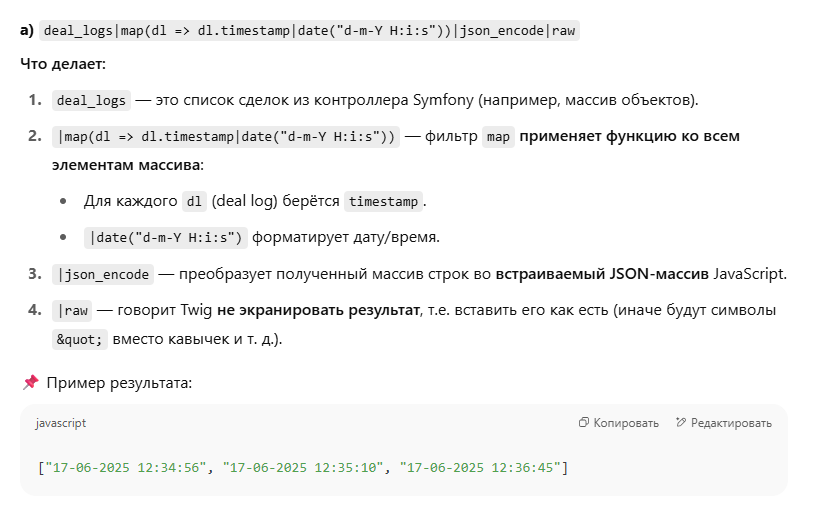 a) deal_logs|map(dl => dl.timestamp|date("d-m-Y H:i:s"))|json_encode|raw
Что делает:
1. deal_logs — это список сделок из контроллера Symfony (например, массив объектов).
2. |map(dl => dl.timestamp|date("d-m-Y H:i:s")) — фильтр map применяет функцию ко всем
элементам массива:
• Для каждого dl (deal log) берётся timestamp.
• |date("d-m-Y H:i:s") форматирует дату/время.
3. |json_encode — преобразует полученный массив строк во встраиваемый JSON-массив JavaScript.
4. |raw — говорит Twig не экранировать результат, т.е. вставить его как есть (иначе будут символы
&quot; вместо кавычек и т. д.).
📌 Пример результата:
javascript Копировать Редактировать
["17-06-2025 12:34:56", "17-06-2025 12:35:10", "17-06-2025 12:36:45"]